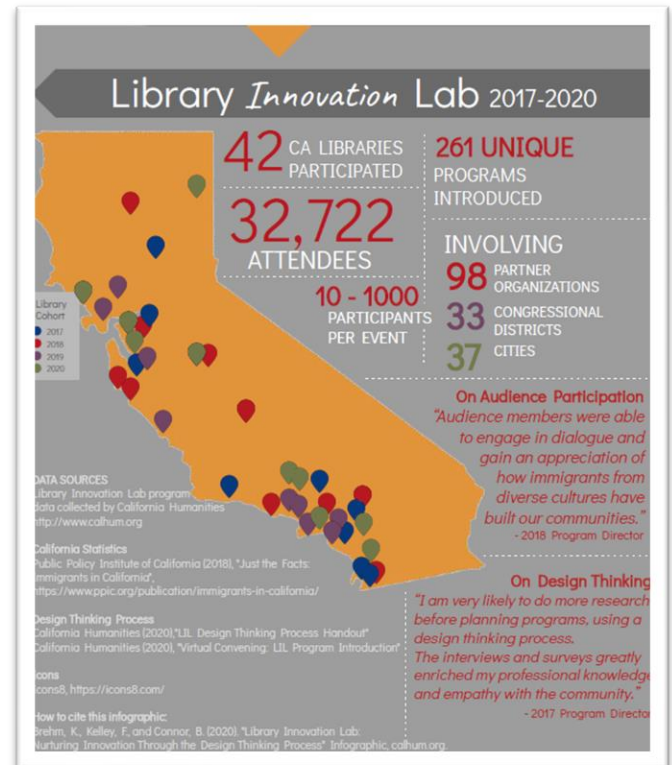 Library Innovation Lab 2017-2020
42 CA LIBRARIES
PARTICIPATED
32,722
ATTENDEES
10 - 1000
PARTICIPANTS
PER EVENT
261 UNIQUE
PROGRAMS
INTRODUCED
INVOLVING
98 PARTNER
ORGANIZATIONS
33 CONGRESSIONAL
DISTRICTS
37 CITIES
Library
Cohort
2017
2018
2019
2020
On Audience Participation
“Audience members were able
to engage in dialogue and
gain an appreciation of
how immigrants from
diverse cultures have
built our communities.”
- 2018 Program Director
On Design Thinking
“I am very likely to do more research
before planning programs, using a
design thinking process.
The interviews and surveys greatly
enriched my professional knowledge
and empathy with the community.”
- 2017 Program Director
DATA SOURCES
Library Innovation Lab program
data collected by California Humanities
http://www.calhum.org
California Statistics
Public Policy Institute of California (2018), "Just the Facts:
Immigrants in California",
https://www.ppic.org/publication/immigrants-in-california/
Design Thinking Process
California Humanities (2020),"LIL Design Thinking Process Handout"
California Humanities (2020), "Virtual Convening: LIL Program Introduction"
Icons
Icons8, https://icons8.com/
How to cite this infographic:
Brehm, K., Kelley, F., and Connor, B. (2020). "Library Innovation Lab:
Nurturing Innovation Through the Design Thinking Process" Infographic, calhum.org.